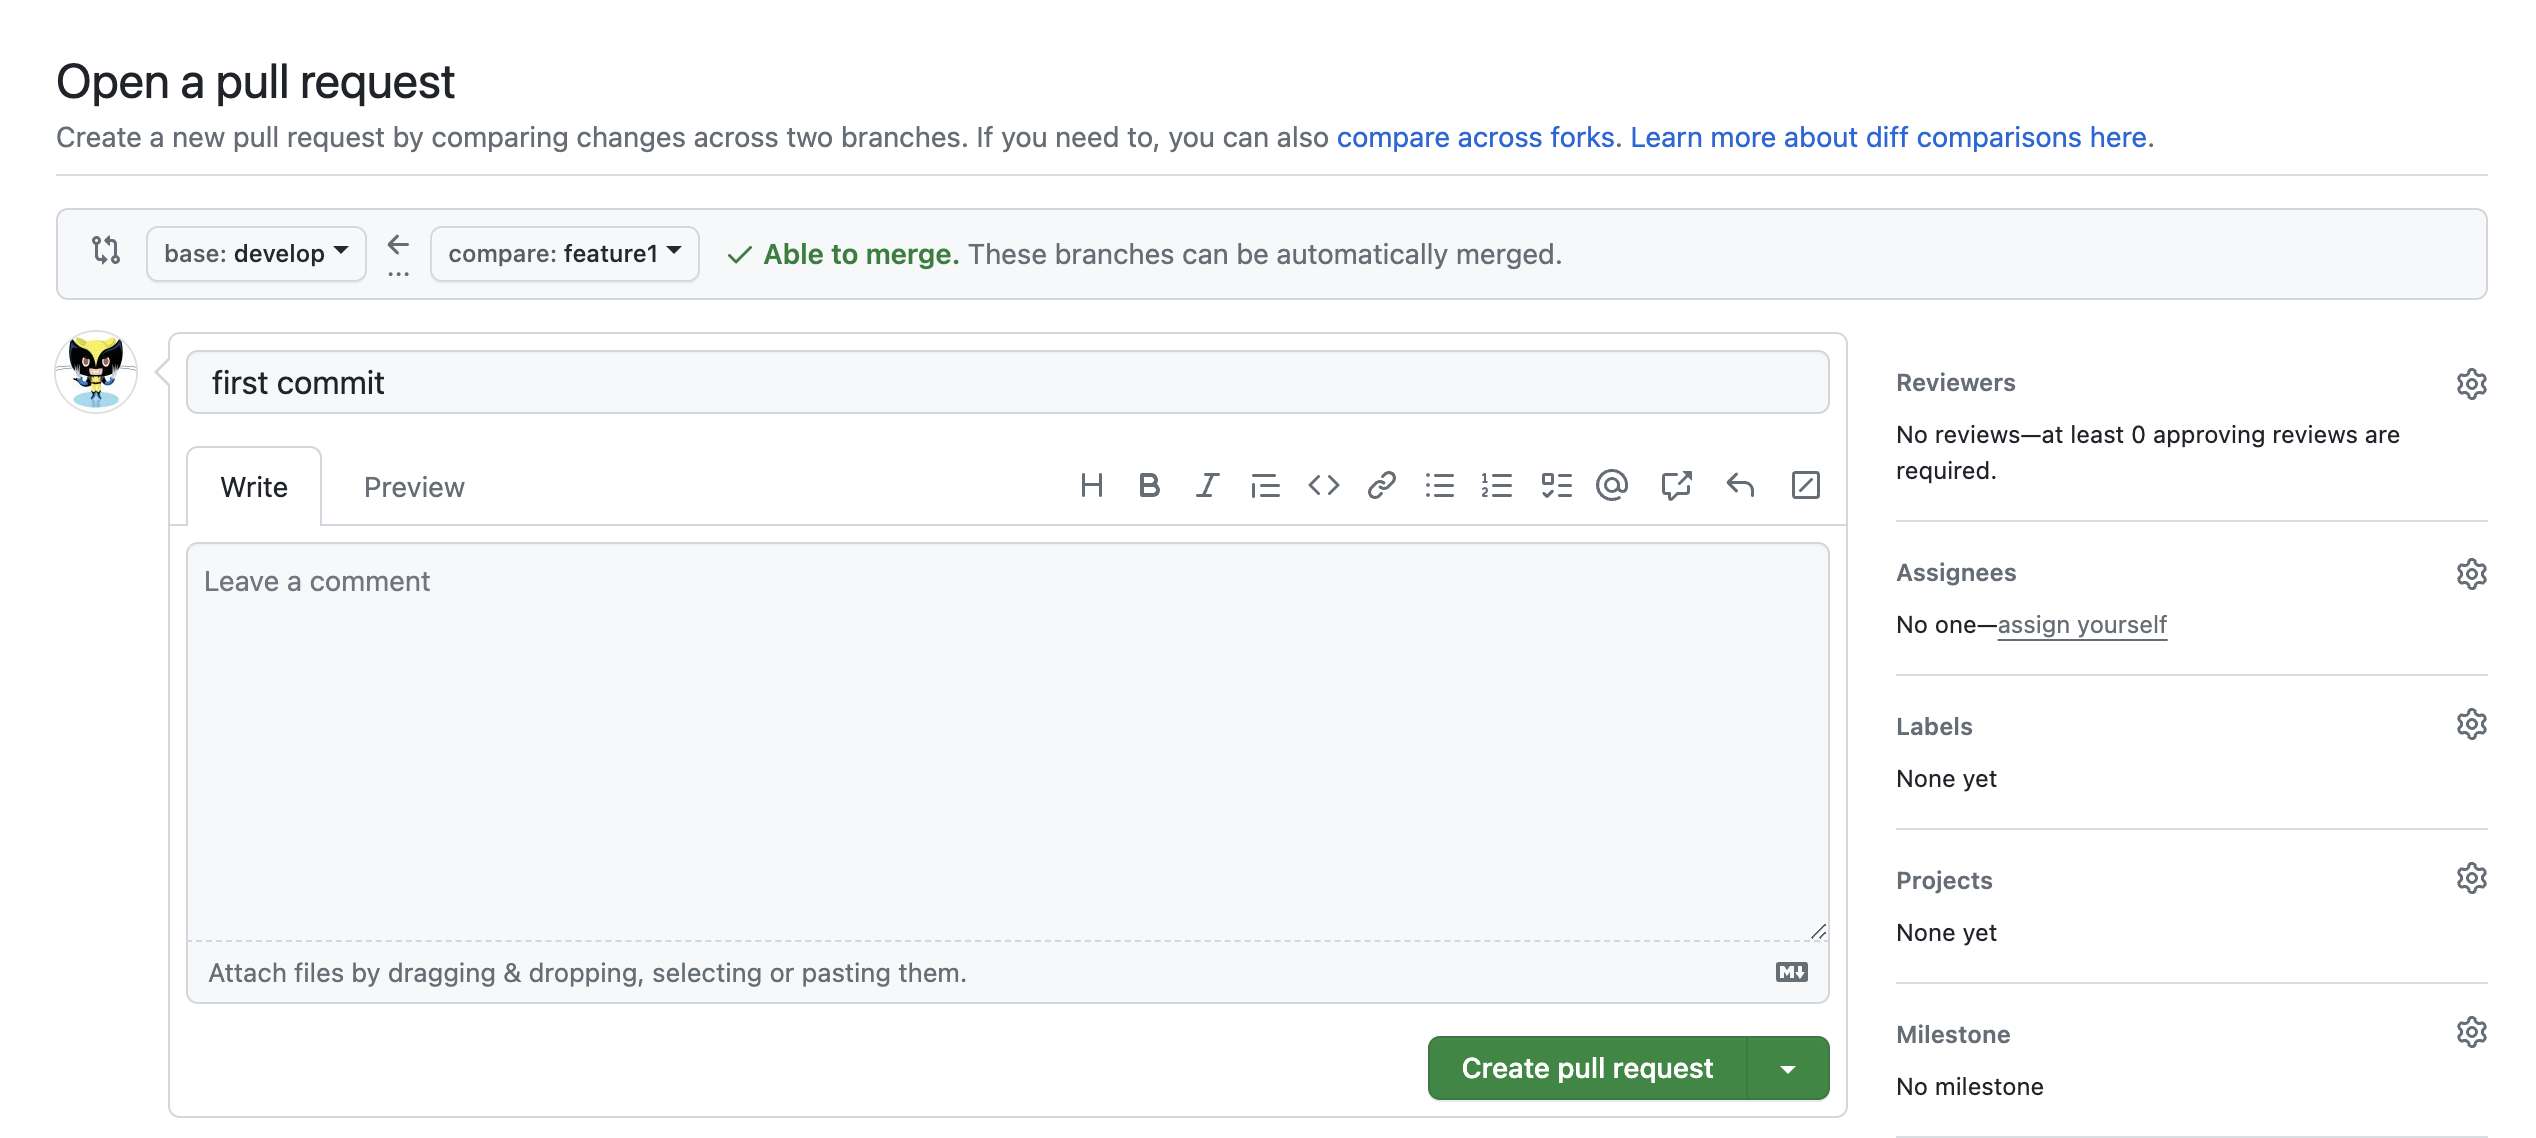 Open a pull request
Create a new pull request by comparing changes across two branches. If you need to, you can also compare across forks. Learn more about diff comparisons here.
base: develop
compare: feature1
Able to merge. These branches can be automatically merged.
first commit
Write
Preview
Leave a comment
Attach files by dragging & dropping, selecting or pasting them.
Create pull request
Reviewers
No reviews—at least 0 approving reviews are
required.
Assignees
No one—assign yourself
Labels
None yet
Projects
None yet
Milestone
No milestone